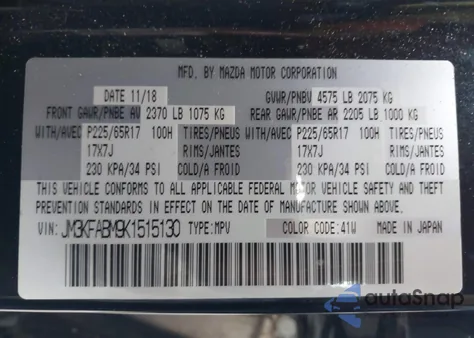 MFD. BY MAZDA MOTOR CORPORATION
DATE 11/18 GVWR/PNBV 4575 LB 2075 KG
FRONT GAWR/PNBE AV 2370 LB 1075 KG REAR GAWR/PNBE AR 2205 LB 1000 KG
WITH/AVEC P225/65R17 100H TIRES/PNEUS WITH/AVEC P225/65R17 100H TIRES/PNEUS
17X7J RIMS/JANTES 17X7J RIMS/JANTES
230 KPA/34 PSI COLD/A FROID 230 KPA/34 PSI COLD/A FROID
THIS VEHICLE CONFORMS TO ALL APPLICABLE FEDERAL MOTOR VEHICLE SAFETY AND THEFT
PREVENTION STANDARDS IN EFFECT ON THE DATE OF MANUFACTURE SHOWN ABOVE.
VIN: JM3KFABM9K1515130 TYPE:MPV COLOR CODE:41W MADE IN JAPAN
autoSnap